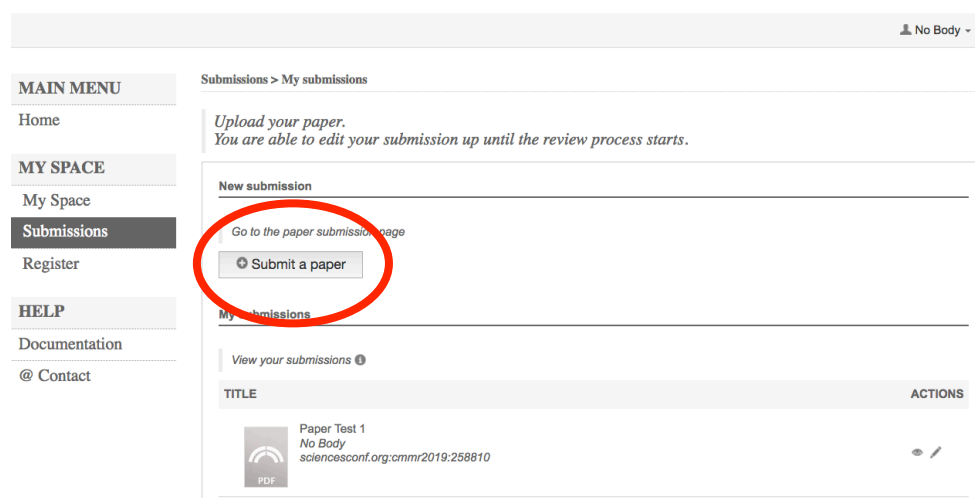 No Body
MAIN MENU
Home
MY SPACE
My Space
Submissions
Register
HELP
Documentation
@ Contact
Submissions > My submissions
Upload your paper.
You are able to edit your submission up until the review process starts.
New submission
Go to the paper submission page
Submit a paper
My submissions
View your submissions
TITLE
ACTIONS
Paper Test 1
No Body
sciencesconf.org:cmmr2019:258810
PDF